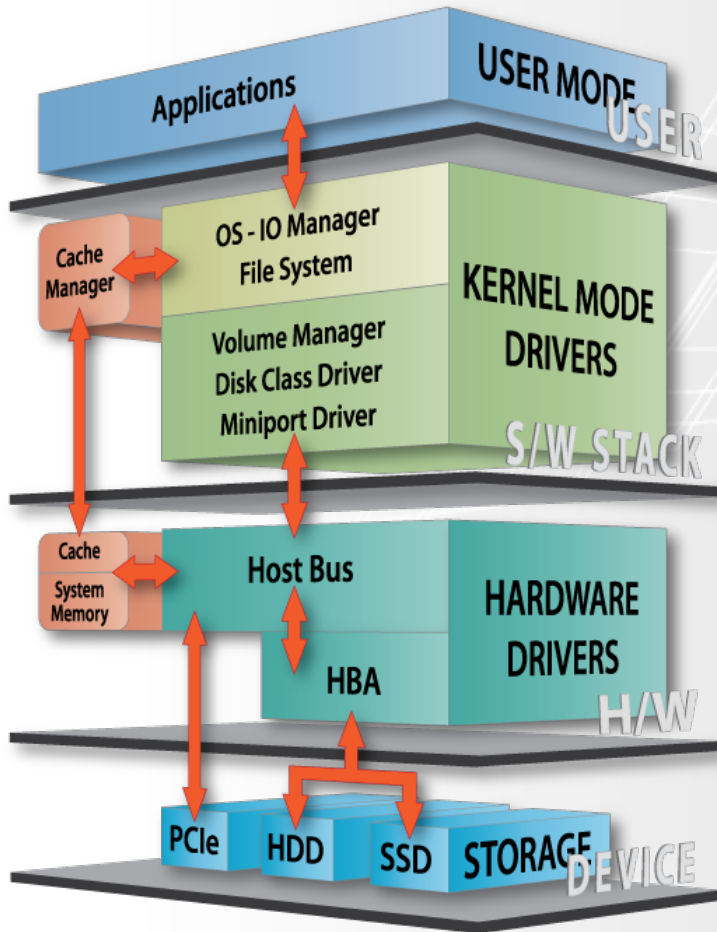 Applications
USER MODE
USER
Cache
Manager
OS - IO Manager
File System
Volume Manager
Disk Class Driver
Miniport Driver
KERNEL MODE
DRIVERS
S/W STACK
Cache
System
Memory
Host Bus
HBA
HARDWARE
DRIVERS
H/W
PCIe
HDD
SSD
STORAGE
DEVICE